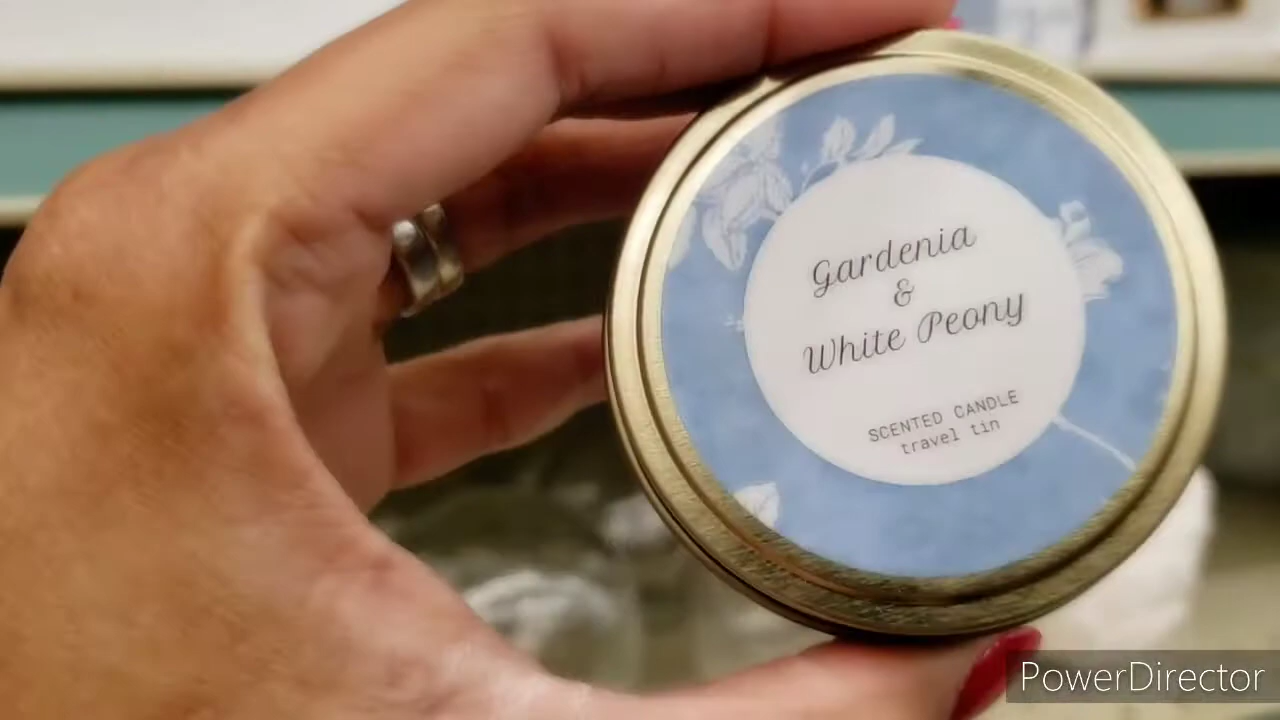 Gardenia
&
White Peony
SCENTED CANDLE
travel tin
PowerDirector